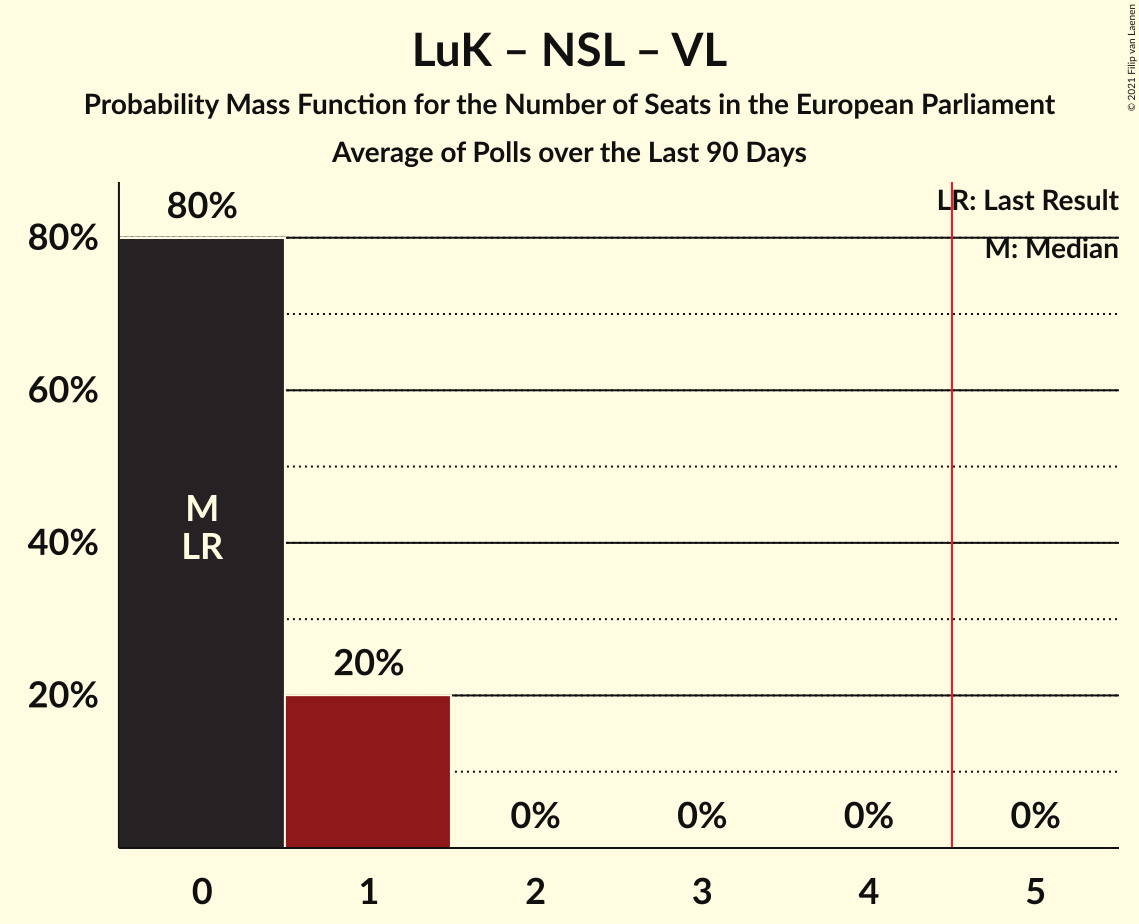 LuK – NSL – VL
Probability Mass Function for the Number of Seats in the European Parliament
Average of Polls over the Last 90 Days
© 2021 Filip van Laenen
LR: Last Result
M: Median
80%
60%
40%
20%
80%
M
LR
20%
0%
0%
0%
0%
0
1
2
3
4
5